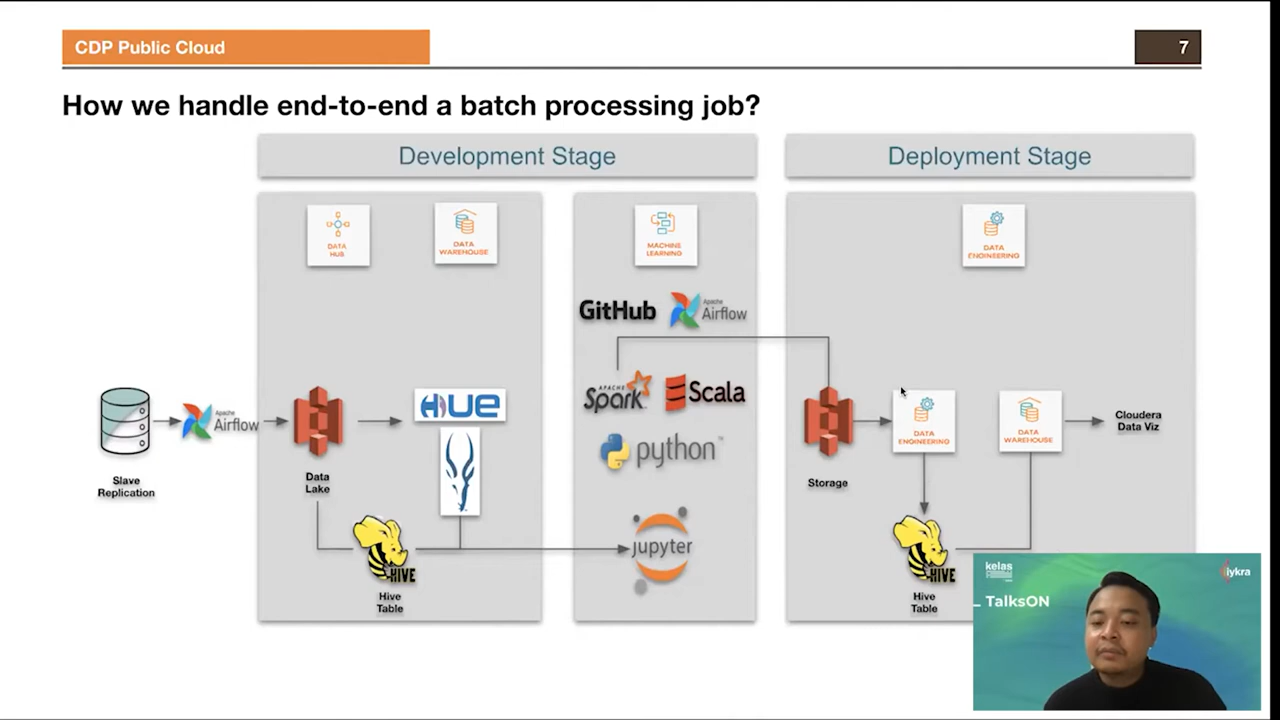 CDP Public Cloud
7
How we handle end-to-end a batch processing job?
Development Stage
Deployment Stage
DATA
HUB
DATA
WAREHOUSE
MACHINE
LEARNING
DATA
ENGINEERING
GitHub
Apache
Airflow
APACHE
Spark
Scala
python
jupyter
Slave
Replication
Apache
Airflow
Data
Lake
HUE
HIVE
Hive
Table
Storage
DATA
ENGINEERING
DATA
WAREHOUSE
Cloudera
Data Viz
HIVE
Hive
Table
kelas
iykra
TalksON